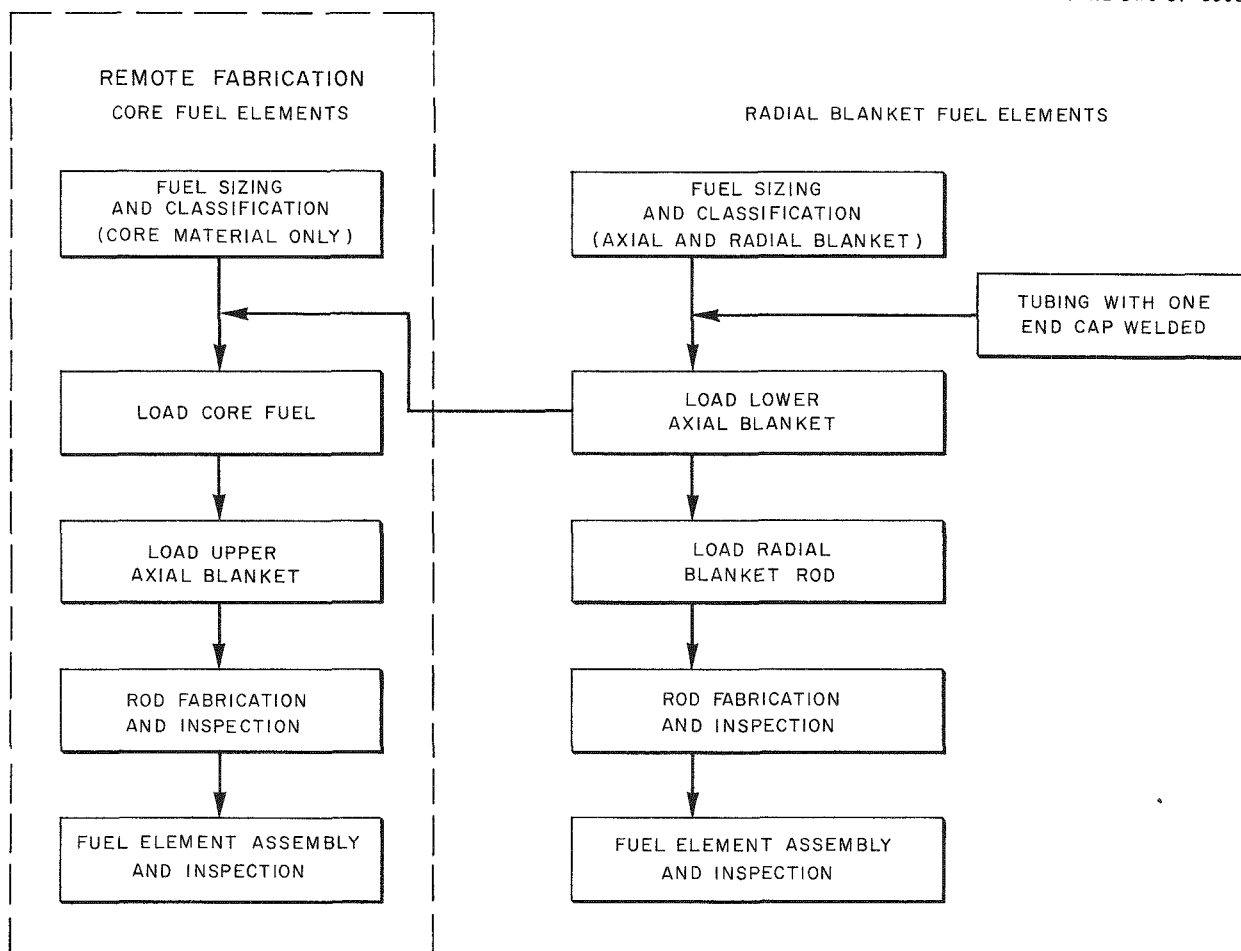 REMOTE FABRICATION
CORE FUEL ELEMENTS
FUEL SIZING
AND CLASSIFICATION
(CORE MATERIAL ONLY)
LOAD CORE FUEL
LOAD UPPER
AXIAL BLANKET
ROD FABRICATION
AND INSPECTION
FUEL ELEMENT ASSEMBLY
AND INSPECTION
RADIAL BLANKET FUEL ELEMENTS
FUEL SIZING
AND CLASSIFICATION
(AXIAL AND RADIAL BLANKET)
TUBING WITH ONE
END CAP WELDED
LOAD LOWER
AXIAL BLANKET
LOAD RADIAL
BLANKET ROD
ROD FABRICATION
AND INSPECTION
FUEL ELEMENT ASSEMBLY
AND INSPECTION